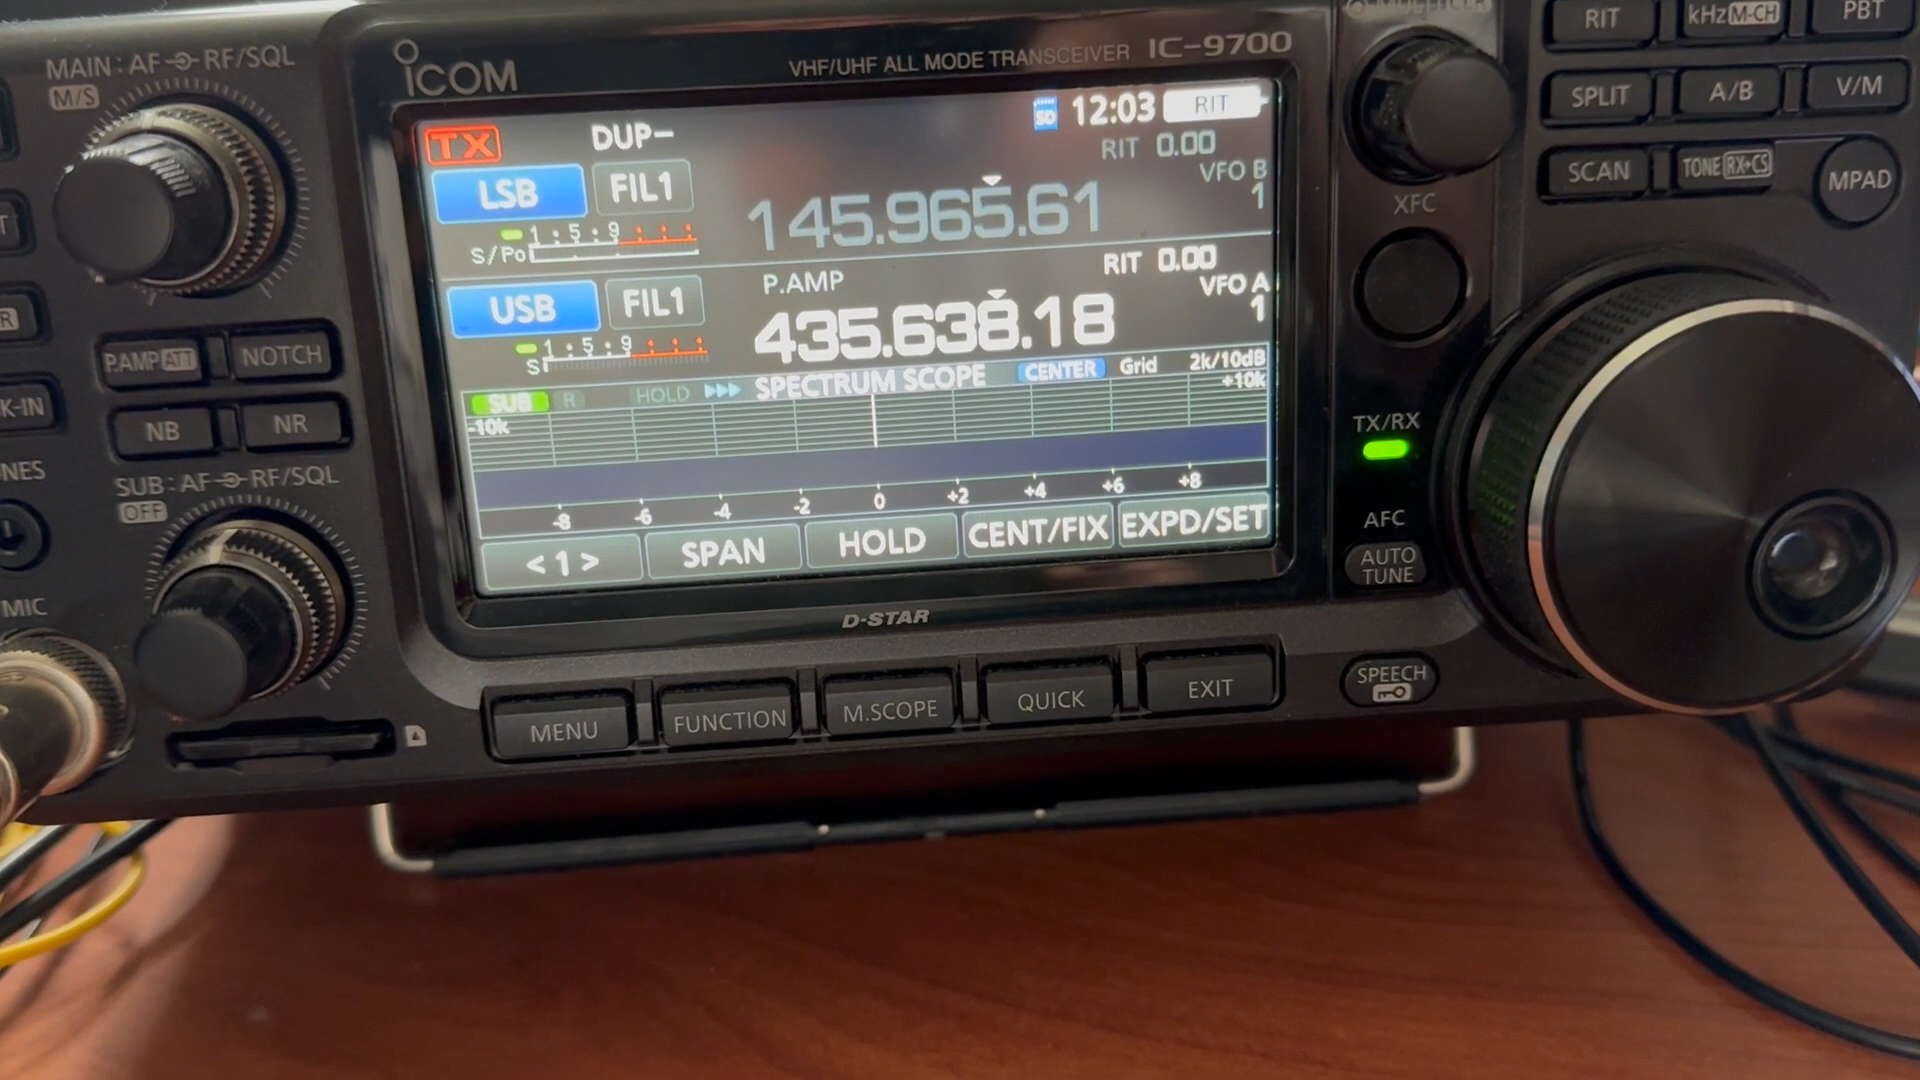 MULTI
RIT
kHz M-CH
PBT
ICOM
VHF/UHF ALL MODE TRANSCEIVER IC-9700
MAIN: AF RF/SQL
M/S
SPLIT
A/B
V/M
SCAN
TONE RX→CS
MPAD
XFC
TX
DUP-
SD
12:03
RIT
RIT 0.00
LSB
FIL1
145.965.61
VFO B
1
S/Po
1 : 5 : 9
P.AMP
RIT 0.00
USB
FIL1
435.638.18
VFO A
1
S
1 : 5 : 9
SUB
R
HOLD
SPECTRUM SCOPE
CENTER
Grid
2k/10dB
-10k
+10k
-8
-6
-4
-2
0
+2
+4
+6
+8
< 1 >
SPAN
HOLD
CENT/FIX
EXPD/SET
P.AMP ATT
NOTCH
K-IN
NB
NR
NES
SUB: AF RF/SQL
OFF
MIC
TX/RX
AFC
AUTO
TUNE
D-STAR
MENU
FUNCTION
M.SCOPE
QUICK
EXIT
SPEECH